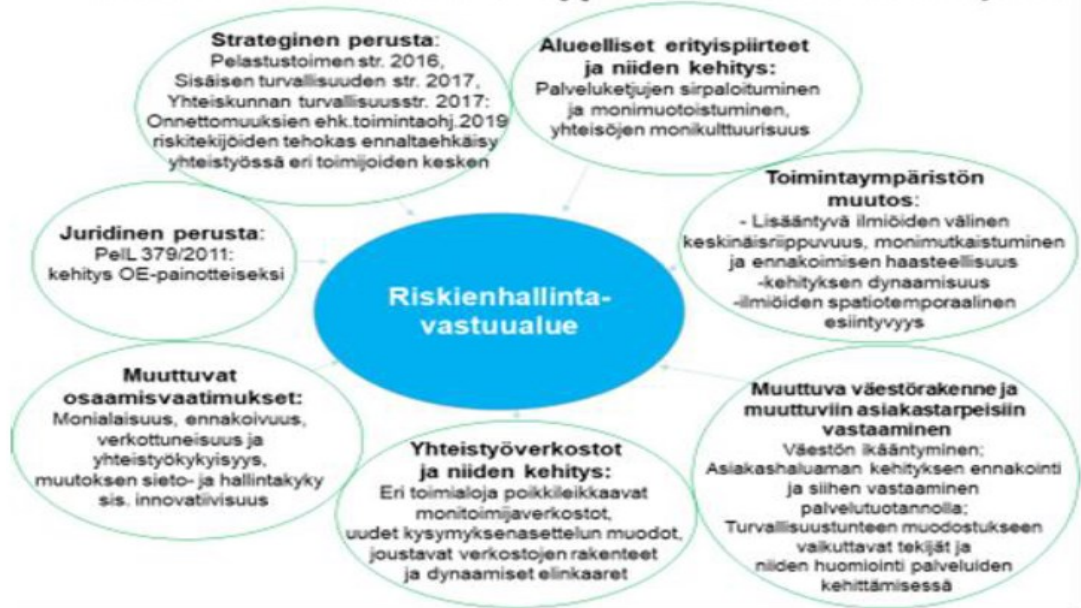 Strateginen perusta:
Pelastustoimen str. 2016,
Sisäisen turvallisuuden str. 2017,
Yhteiskunnan turvallisuusstr. 2017:
Onnettomuuksien ehk.toimintaohj.2019
riskitekijöiden tehokas ennaltaehkäisy
yhteistyössä eri toimijoiden kesken
Alueelliset erityispiirteet
ja niiden kehitys:
Palveluketjujen sirpaloituminen
ja monimuotoistuminen,
yhteisöjen monikulttuurisuus
Toimintaympäristön
muutos:
- Lisääntyvä ilmiöiden välinen
keskinäisriippuvuus, monimutkaistuminen
ja ennakoimisen haasteellisuus
-kehityksen dynaamisuus
-ilmiöiden spatiotemporaalinen
esiintyvyys
Juridinen perusta:
PelL 379/2011:
kehitys OE-painotteiseksi
Riskienhallinta-
vastuualue
Muuttuvat
osaamisvaatimukset:
Monialaisuus, ennakoivuus,
verkottuneisuus ja
yhteistyökykyisyys,
muutoksen sieto- ja hallintakyky
sis. innovatiivisuus
Yhteistyöverkostot
ja niiden kehitys:
Eri toimialoja poikkileikkaavat
monitoimijaverkostot,
uudet kysymyksenasettelun muodot,
joustavat verkostojen rakenteet
ja dynaamiset elinkaaret
Muuttuva väestörakenne ja
muuttuviin asiakastarpeisiin
vastaaminen
Väestön ikääntyminen;
Asiakashaluaman kehityksen ennakointi
ja siihen vastaaminen
palvelutuotannolla;
Turvallisuustunteen muodostukseen
vaikuttavat tekijät ja
niiden huomiointi palveluiden
kehittämisessä